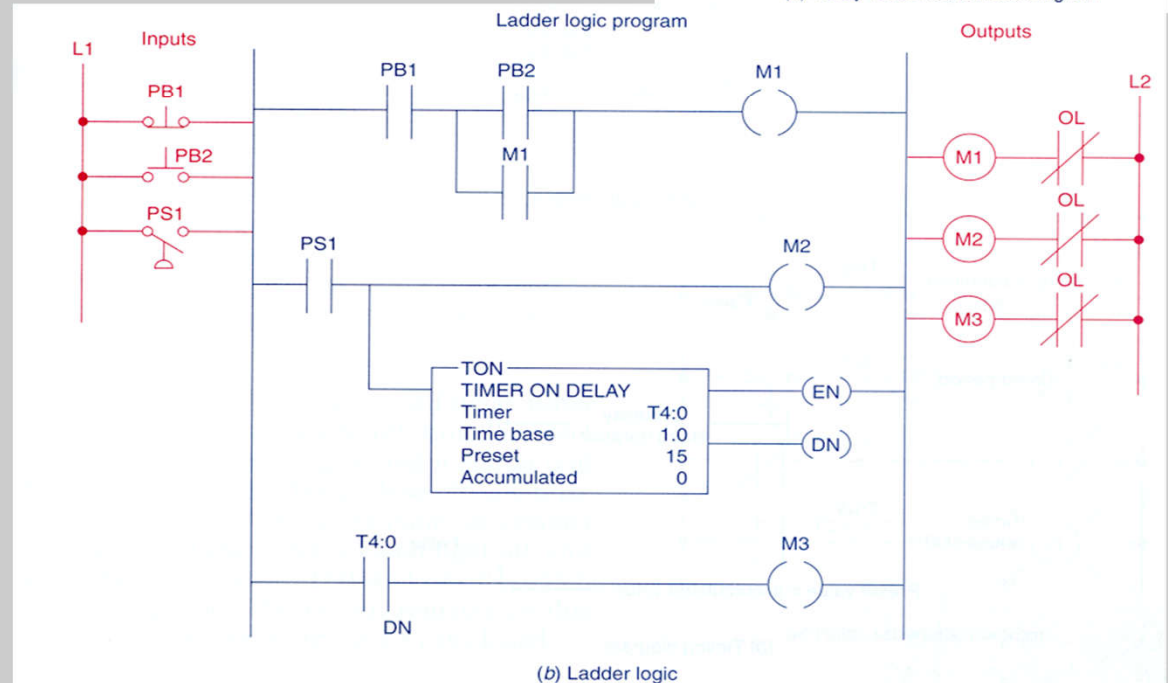 Ladder logic program
Inputs
Outputs
L1
L2
PB1
PB2
PS1
PB1
PB2
M1
M1
PS1
M2
TON
TIMER ON DELAY
Timer T4:0
Time base 1.0
Preset 15
Accumulated 0
EN
DN
T4:0
DN
M3
OL
M1
OL
M2
OL
M3
(b) Ladder logic